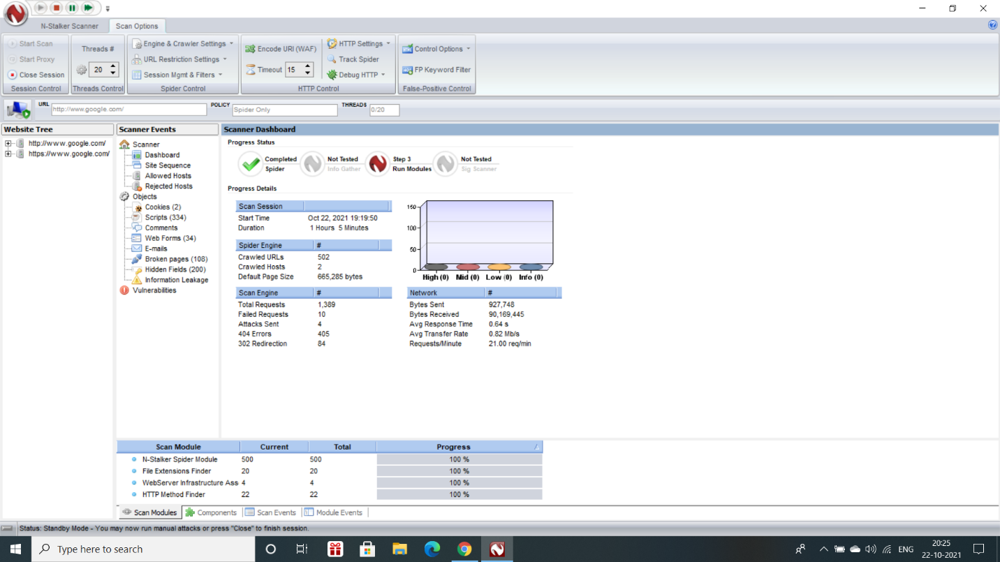 N-Stalker Scanner Scan Options
Start Scan
Start Proxy
Close Session
Session Control
Threads #
20
Threads Control
Engine & Crawler Settings
URL Restriction Settings
Session Mgmt & Filters
Spider Control
Encode URI (WAF)
Timeout 15
HTTP Settings
Track Spider
Debug HTTP
HTTP Control
Control Options
FP Keyword Filter
False-Positive Control
URL http://www.google.com/ POLICY Spider Only THREADS 0/20
Website Tree
http://www.google.com/
https://www.google.com/
Scanner Events
Scanner
Dashboard
Site Sequence
Allowed Hosts
Rejected Hosts
Objects
Cookies (2)
Scripts (334)
Comments
Web Forms (34)
E-mails
Broken pages (108)
Hidden Fields (200)
Information Leakage
Vulnerabilities
Scanner Dashboard
Progress Status
Completed
Spider
Not Tested
Info Gather
Step 3
Run Modules
Not Tested
Sig Scanner
Progress Details
Scan Session
Start Time Oct 22, 2021 19:19:50
Duration 1 Hours 5 Minutes
Spider Engine #
Crawled URLs 502
Crawled Hosts 2
Default Page Size 665,285 bytes
Scan Engine #
Total Requests 1,389
Failed Requests 10
Attacks Sent 4
404 Errors 405
302 Redirection 84
150
100
50
0
High (0) Mid (0) Low (0) Info (0)
Network #
Bytes Sent 927,748
Bytes Received 90,169,445
Avg Response Time 0.64 s
Avg Transfer Rate 0.82 Mb/s
Requests/Minute 21.00 req/min
Scan Module Current Total Progress
N-Stalker Spider Module 500 500 100 %
File Extensions Finder 20 20 100 %
WebServer Infrastructure Ass 4 4 100 %
HTTP Method Finder 22 22 100 %
Scan Modules Components Scan Events Module Events
Status: Standby Mode - You may now run manual attacks or press "Close" to finish session.
Type here to search
ENG
20:25
22-10-2021